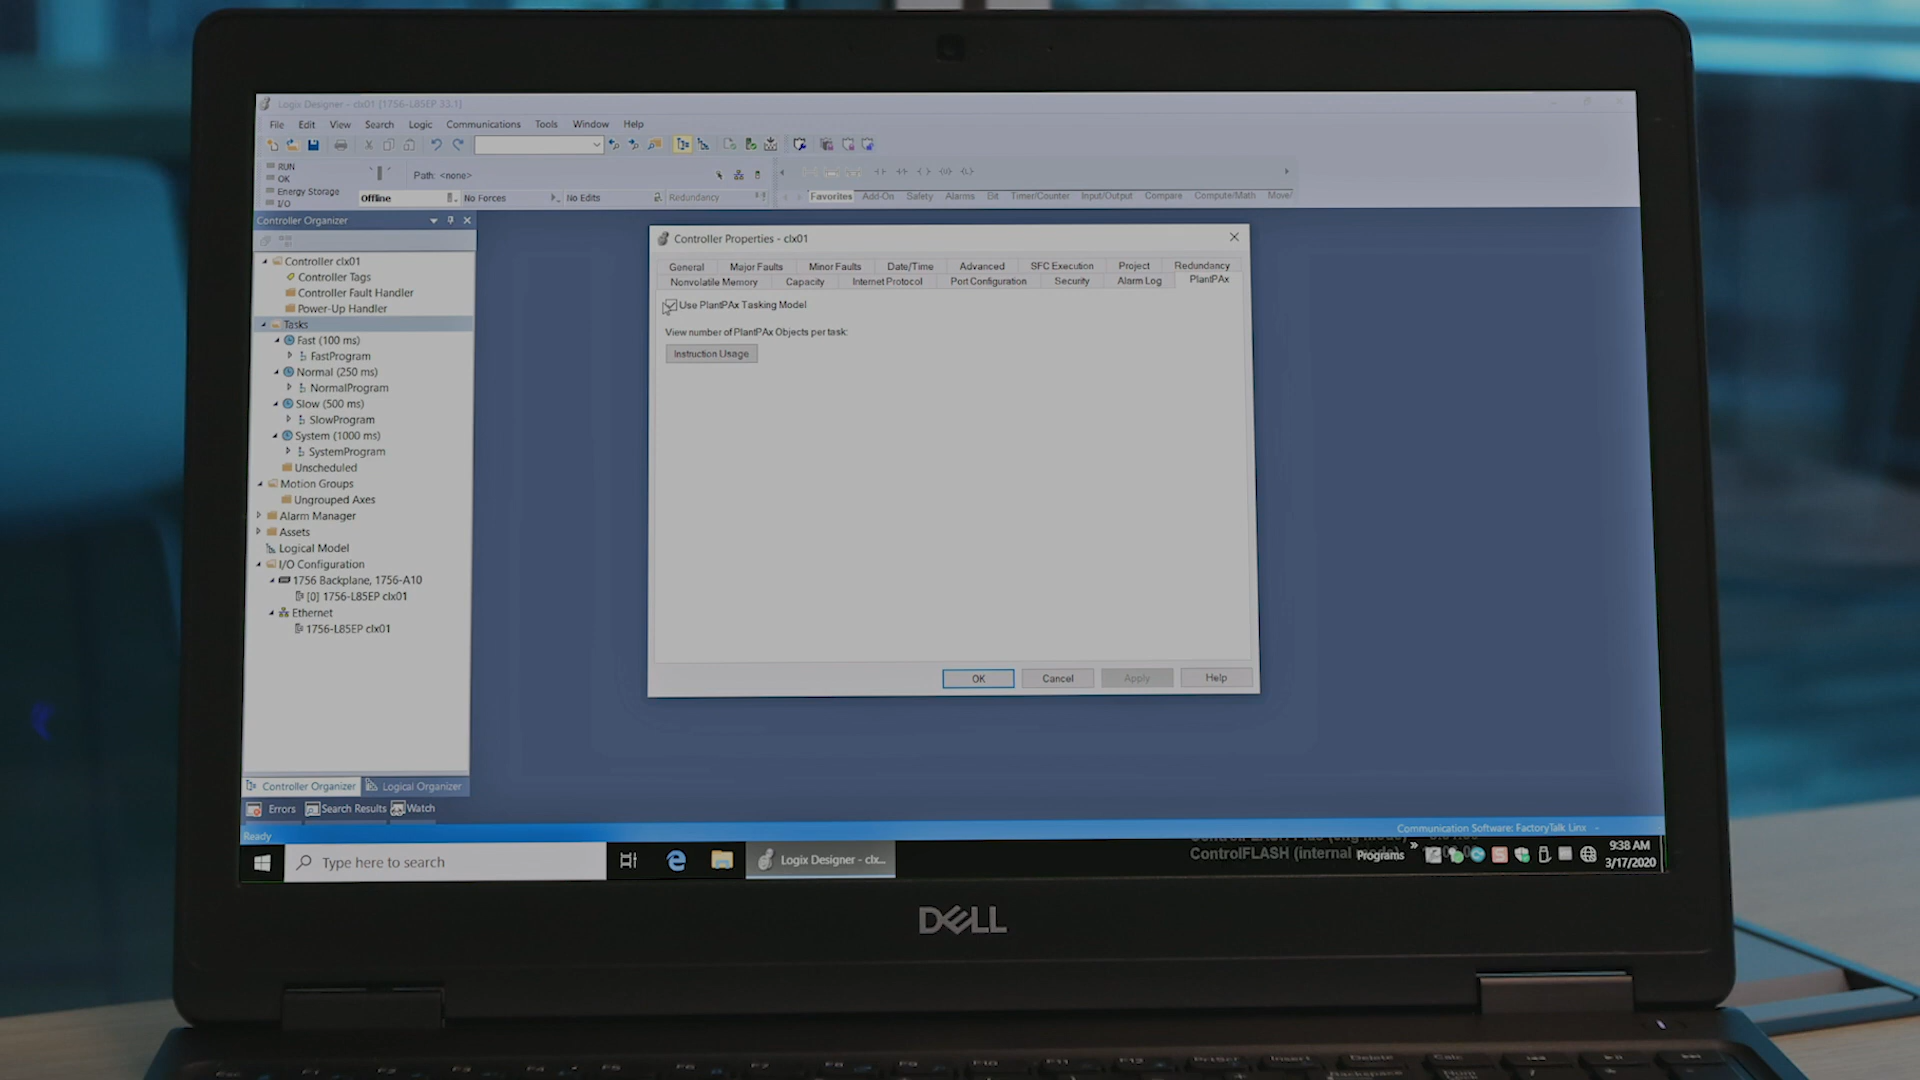 Logix Designer - clx01 [1756-L85EP 33.1]
File Edit View Search Logic Communications Tools Window Help
RUN
OK
Energy Storage
I/O
Path: <none>
Offline No Forces No Edits Redundancy
Favorites Add-On Safety Alarms Bit Timer/Counter Input/Output Compare Compute/Math Move/
Controller Organizer
Controller clx01
Controller Tags
Controller Fault Handler
Power-Up Handler
Tasks
Fast (100 ms)
FastProgram
Normal (250 ms)
NormalProgram
Slow (500 ms)
SlowProgram
System (1000 ms)
SystemProgram
Unscheduled
Motion Groups
Ungrouped Axes
Alarm Manager
Assets
Logical Model
I/O Configuration
1756 Backplane, 1756-A10
[0] 1756-L85EP clx01
Ethernet
1756-L85EP clx01
Controller Organizer Logical Organizer
Controller Properties - clx01
General Major Faults Minor Faults Date/Time Advanced SFC Execution Project Redundancy
Nonvolatile Memory Capacity Internet Protocol Port Configuration Security Alarm Log PlantPAx
Use PlantPAx Tasking Model
View number of PlantPAx Objects per task:
Instruction Usage
OK Cancel Apply Help
Errors Search Results Watch
Ready
Communication Software: FactoryTalk Linx
ControlFLASH (internal
Programs
Type here to search
Logix Designer - clx...
9:38 AM
3/17/2020
DELL